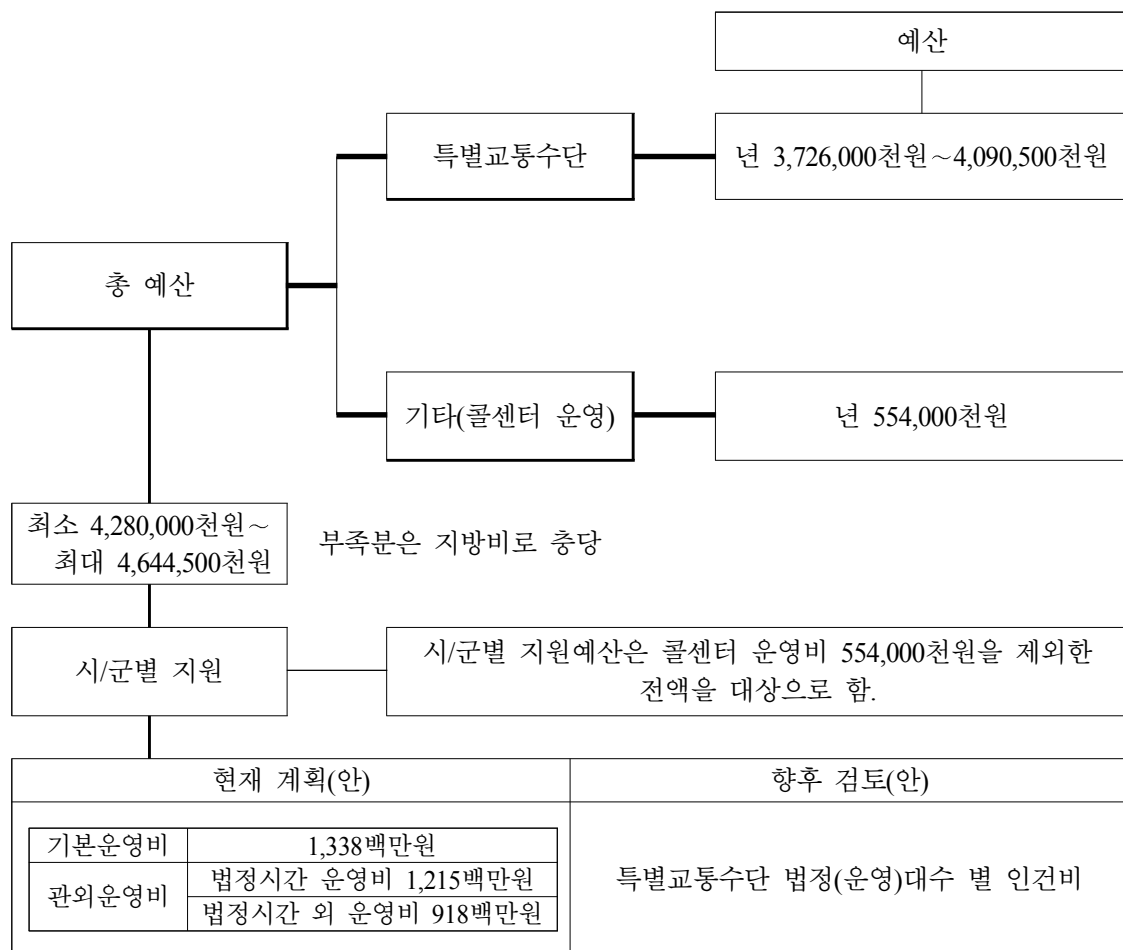 예산
특별교통수단
년 3,726,000천원～4,090,500천원
총 예산
기타(콜센터 운영)
년 554,000천원
최소 4,280,000천원～
최대 4,644,500천원
부족분은 지방비로 충당
시/군별 지원
시/군별 지원예산은 콜센터 운영비 554,000천원을 제외한
전액을 대상으로 함.
현재 계획(안)
향후 검토(안)
기본운영비
1,338백만원
관외운영비
법정시간 운영비 1,215백만원
법정시간 외 운영비 918백만원
특별교통수단 법정(운영)대수 별 인건비